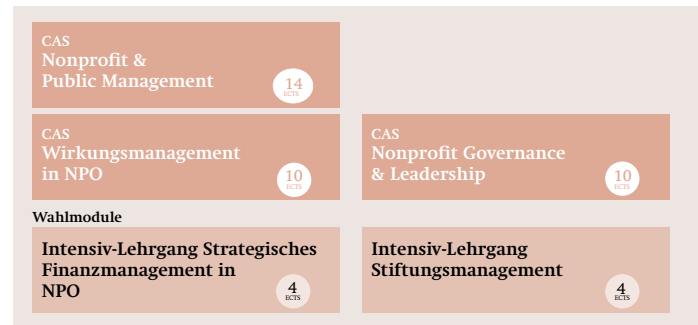 CAS
Nonprofit &
Public Management
14
ECTS
CAS
Wirkungsmanagement
in NPO
10
ECTS
CAS
Nonprofit Governance
& Leadership
10
ECTS
Wahlmodule
Intensiv-Lehrgang Strategisches
Finanzmanagement in
NPO
4
ECTS
Intensiv-Lehrgang
Stiftungsmanagement
4
ECTS